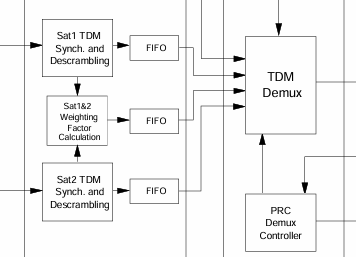 Sat1 TDM
Synch. and
Descrambling
FIFO
Sat1&2
Weighting
Factor
Calculation
FIFO
Sat2 TDM
Synch. and
Descrambling
FIFO
TDM
Demux
PRC
Demux
Controller